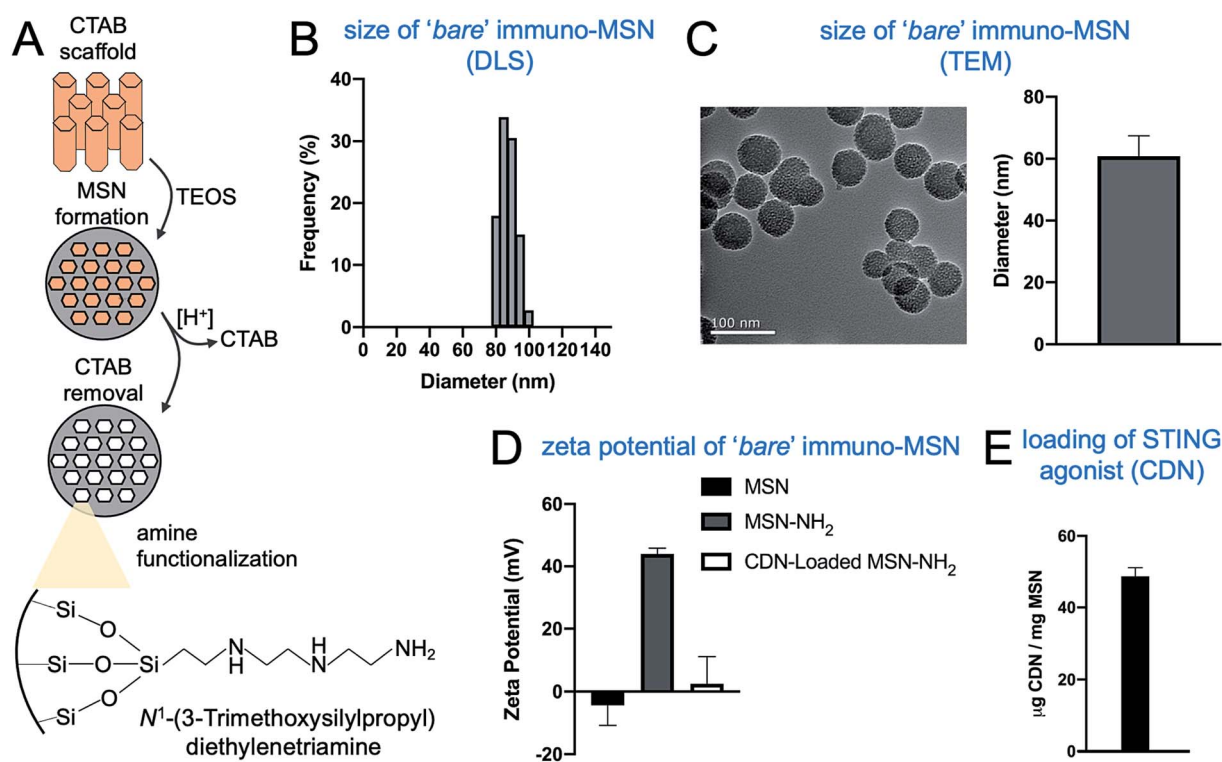 A
CTAB
scaffold
TEOS
MSN
formation
[H⁺]
CTAB
CTAB
removal
amine
functionalization
Si
O
Si
O
Si
N
H
H
N
NH₂
Si
O
N¹-(3-Trimethoxysilylpropyl)
diethylenetriamine
B
size of ‘bare’ immuno-MSN
(DLS)
Frequency (%)
40
30
20
10
0
0 20 40 60 80 100 120 140
Diameter (nm)
C
size of ‘bare’ immuno-MSN
(TEM)
100 nm
Diameter (nm)
80
60
40
20
0
D
zeta potential of ‘bare’ immuno-MSN
MSN
MSN-NH₂
CDN-Loaded MSN-NH₂
Zeta Potential (mV)
60
40
20
0
-20
E
loading of STING
agonist (CDN)
μg CDN / mg MSN
60
40
20
0